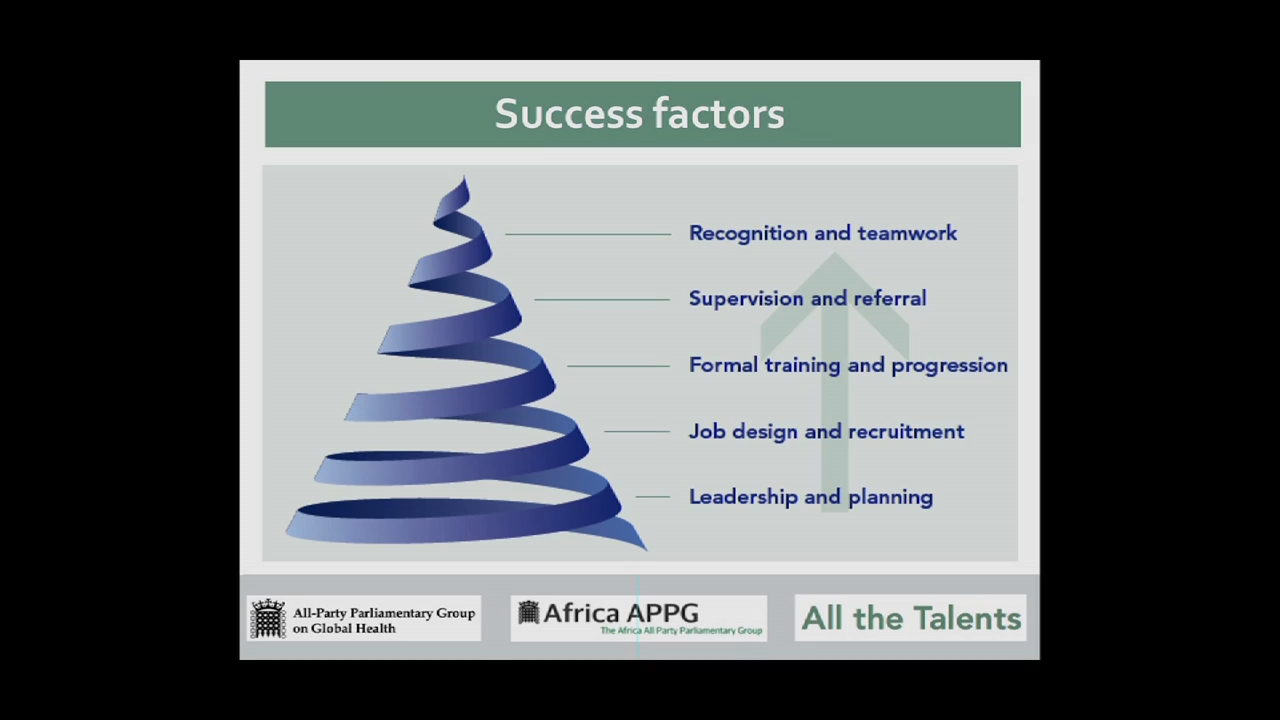 Success factors
Recognition and teamwork
Supervision and referral
Formal training and progression
Job design and recruitment
Leadership and planning
All-Party Parliamentary Group
on Global Health
Africa APPG
The Africa All Party Parliamentary Group
All the Talents